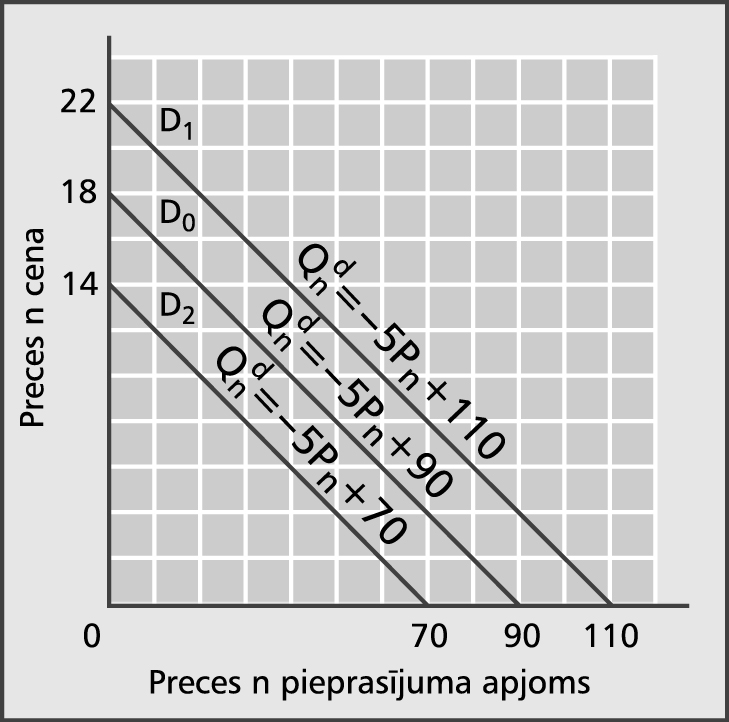 22
D₁
18
D₀
14
D₂
Preces n cena
Qₙᵈ=–5Pₙ+110
Qₙᵈ=–5Pₙ+90
Qₙᵈ=–5Pₙ+70
0 70 90 110
Preces n pieprasījuma apjoms